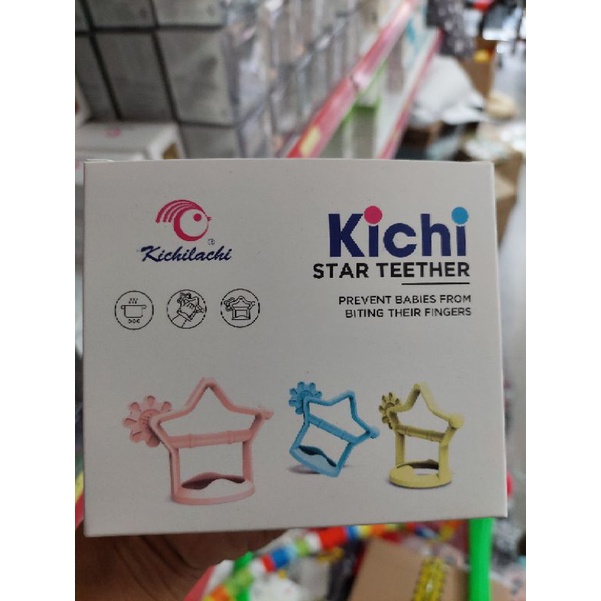 Kichilachi
®
Kichi
STAR TEETHER
PREVENT BABIES FROM
BITING THEIR FINGERS